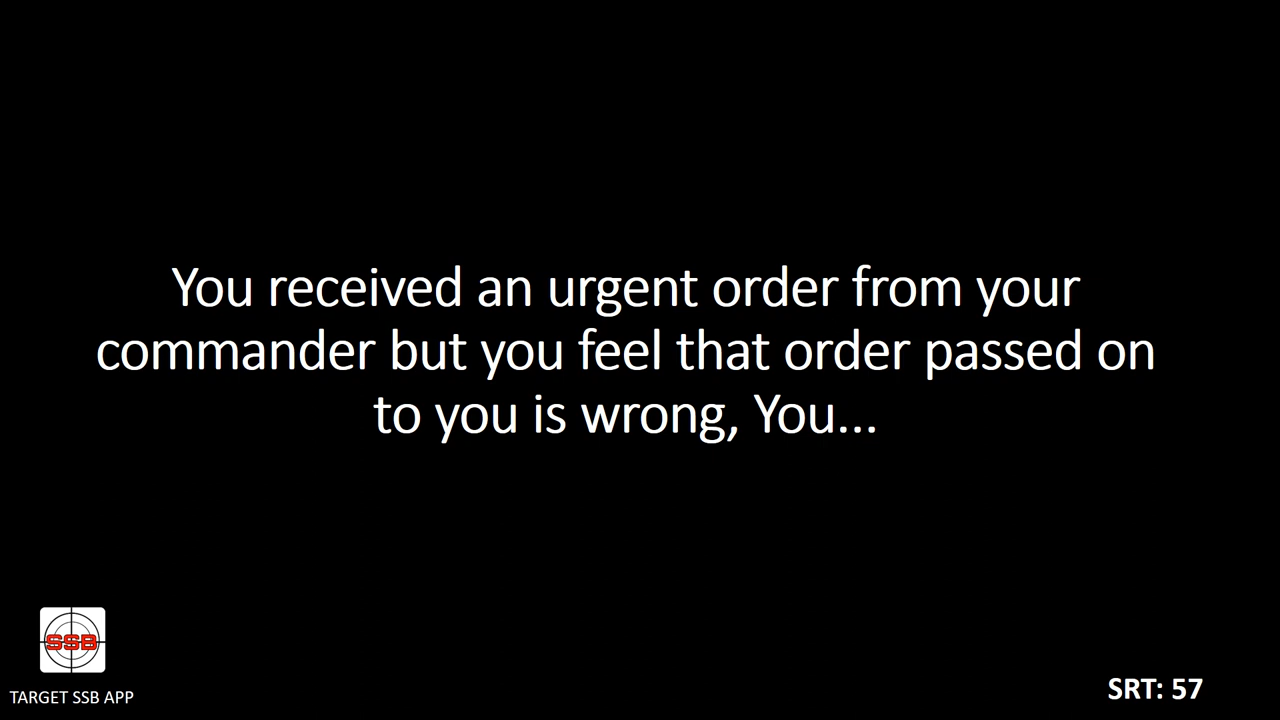 You received an urgent order from your
commander but you feel that order passed on
to you is wrong, You...
SSB
TARGET SSB APP
SRT: 57